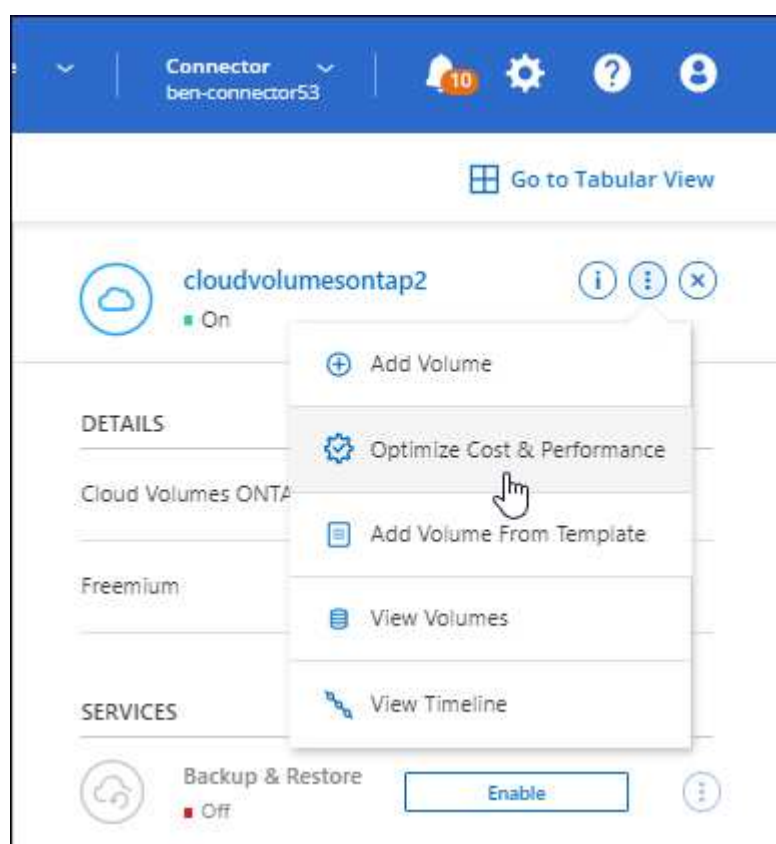 Connector
ben-connector53
10
Go to Tabular View
cloudvolumesontap2
On
Add Volume
DETAILS
Optimize Cost & Performance
Cloud Volumes ONTA
Add Volume From Template
Freemium
View Volumes
SERVICES
View Timeline
Backup & Restore
Enable
Off